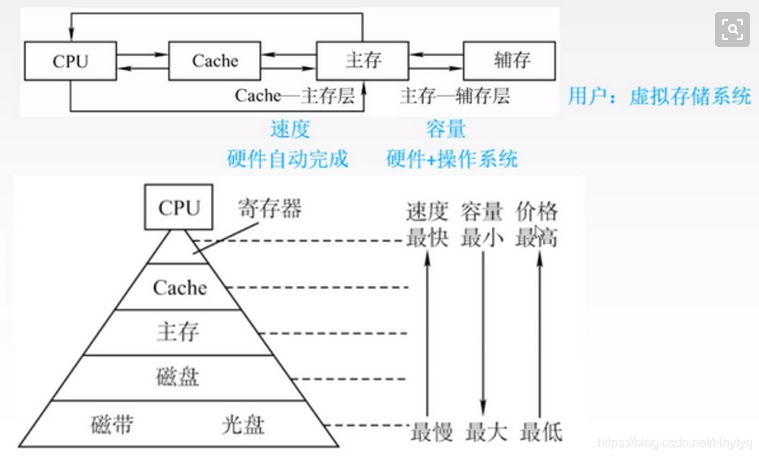 CPU Cache 主存 辅存
Cache—主存层 主存—辅存层 用户：虚拟存储系统
速度 容量
硬件自动完成 硬件+操作系统
CPU 寄存器 速度 容量 价格
最快 最小 最高
Cache
主存
磁盘
磁带 光盘 最慢 最大 最低
https://blog.csdn.net/Hhytyq